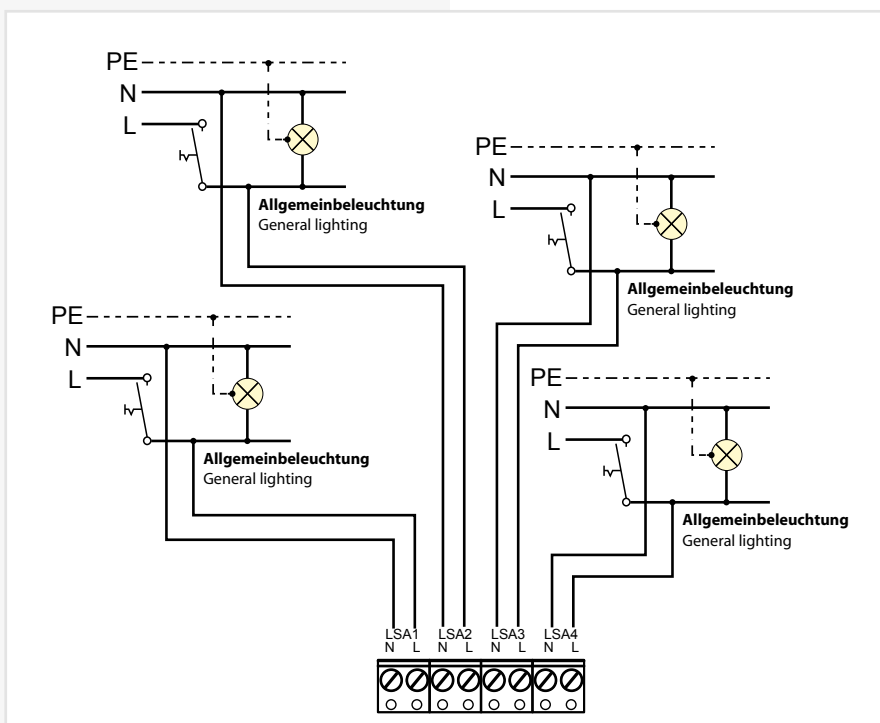 PE
N
L
Allgemeinbeleuchtung
General lighting
PE
N
L
Allgemeinbeleuchtung
General lighting
PE
N
L
Allgemeinbeleuchtung
General lighting
PE
N
L
Allgemeinbeleuchtung
General lighting
LSA1 LSA2 LSA3 LSA4
N L N L N L N L